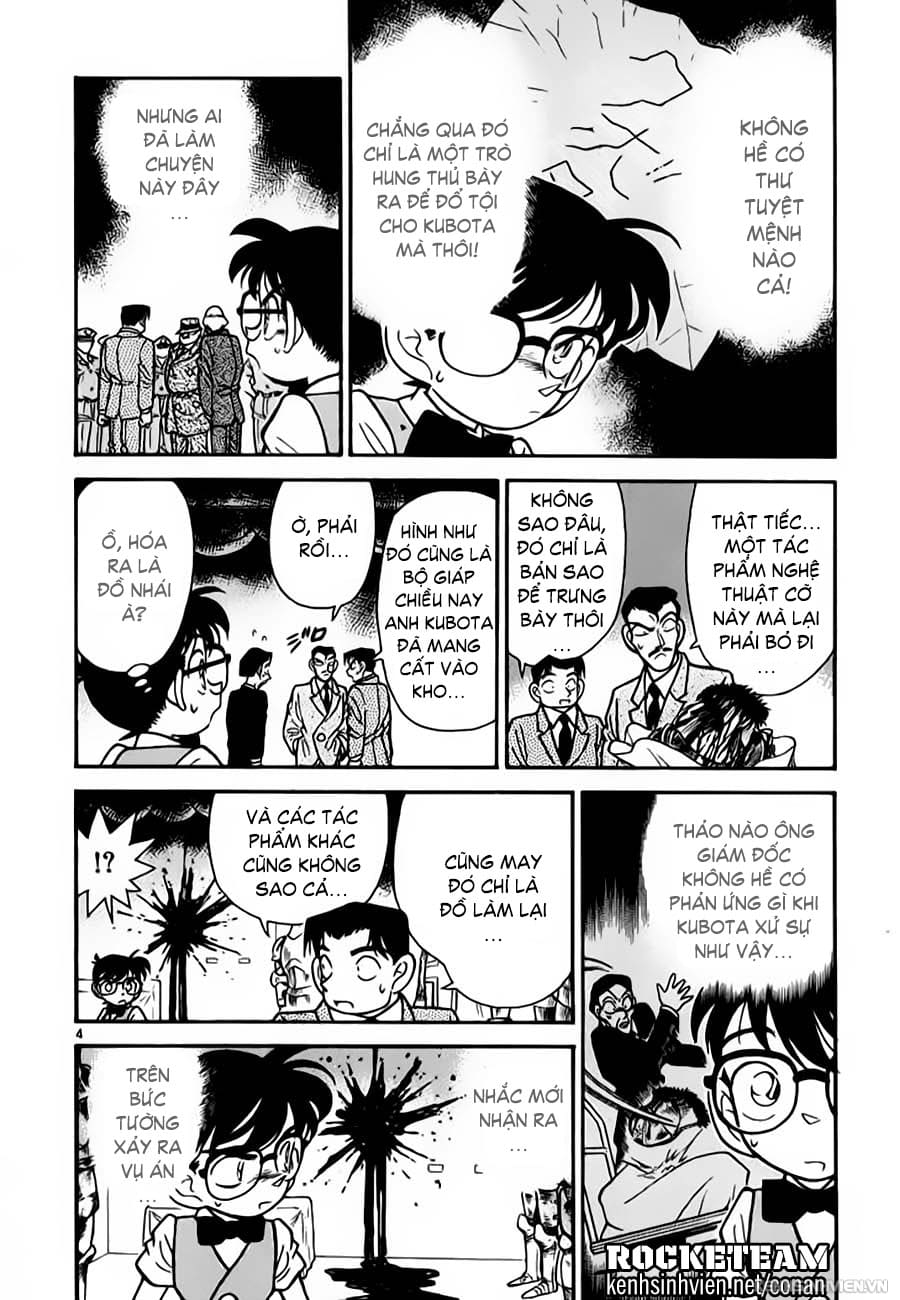 KHÔNG
HỀ CÓ
THƯ
TUYỆT
MỆNH
NÀO
CẢ!
CHẲNG QUA ĐÓ
CHỈ LÀ MỘT TRÒ
HUNG THỦ BÀY
RA ĐỂ ĐỔ TỘI
CHO KUBOTA
MÀ THÔI!
NHƯNG AI
ĐÃ LÀM
CHUYỆN
NÀY ĐÂY
...
THẬT TIẾC...
MỘT TÁC
PHẨM NGHỆ
THUẬT CỠ
NÀY MÀ LẠI
PHẢI BỎ ĐI
...
KHÔNG
SAO ĐÂU,
ĐÓ CHỈ LÀ
BẢN SAO
ĐỂ TRƯNG
BÀY THÔI
...
HÌNH NHƯ
ĐÓ CŨNG LÀ
BỘ GIÁP
CHIỀU NAY
ANH KUBOTA
ĐÃ MANG
CẤT VÀO
KHO...
Ờ, PHẢI
RỒI...
Ồ, HÓA
RA LÀ
ĐỒ NHÁI
À?
THẢO NÀO ÔNG
GIÁM ĐỐC
KHÔNG HỀ CÓ
PHẢN ỨNG GÌ KHI
KUBOTA XỬ SỰ
NHƯ VẬY...
CŨNG MAY
ĐÓ CHỈ LÀ
ĐỒ LÀM LẠI
...
VÀ CÁC TÁC
PHẨM KHÁC
CŨNG KHÔNG
SAO CẢ...
!?
4
NHẮC MỚI
NHẬN RA
...
TRÊN
BỨC
TƯỜNG
XẢY RA
VỤ ÁN
...
ROCKETEAM
kenhsinhvien.net/conan